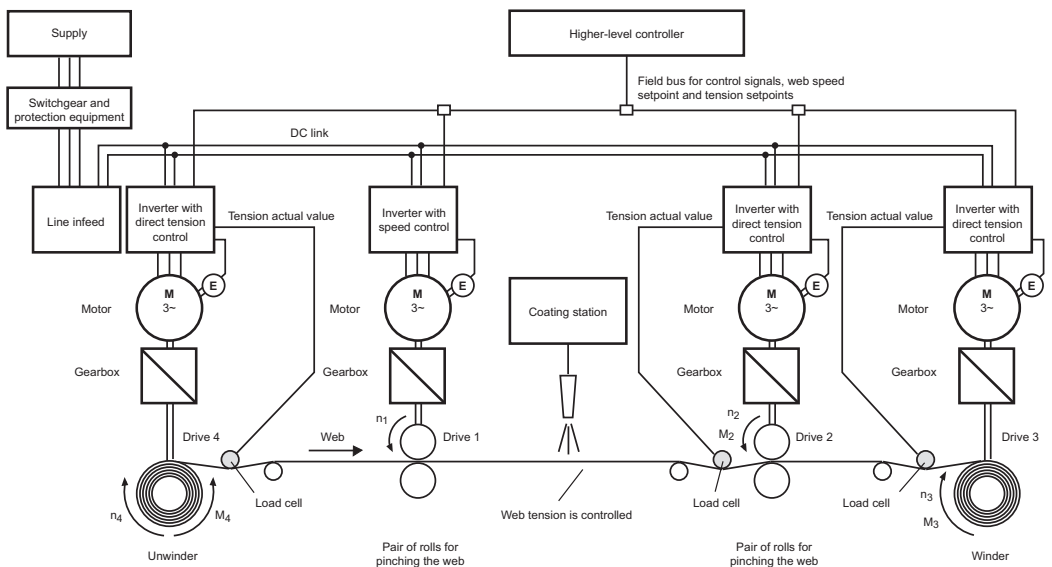 Supply
Higher-level controller
Field bus for control signals, web speed
setpoint and tension setpoints
Switchgear and
protection equipment
DC link
Line infeed
Inverter with
direct tension
control
Tension actual value
Inverter with
speed control
Tension actual value
Inverter with
direct tension
control
Tension actual value
Inverter with
direct tension
control
E
E
E
E
Motor
M
3~
Motor
M
3~
Coating station
Motor
M
3~
Motor
M
3~
Gearbox
Gearbox
Gearbox
Gearbox
Drive 4
Web
n1
Drive 1
n2
M2
Drive 2
Drive 3
n4
M4
Load cell
Web tension is controlled
Load cell
Load cell
n3
M3
Unwinder
Pair of rolls for
pinching the web
Pair of rolls for
pinching the web
Winder